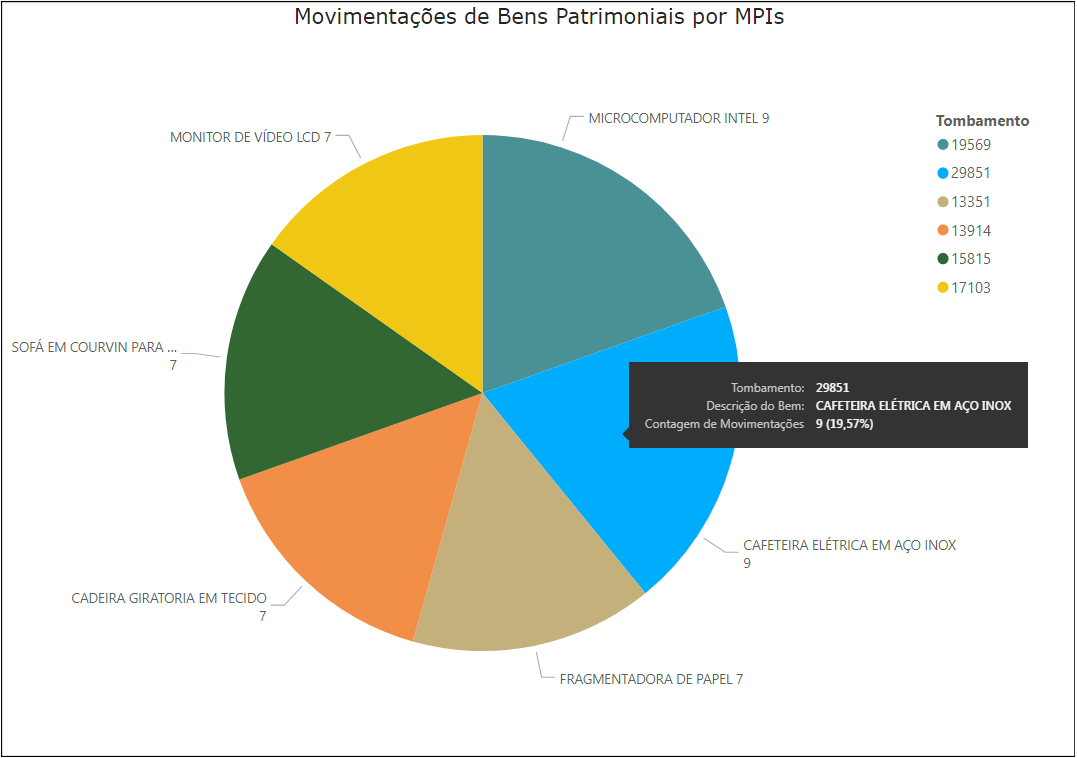 Movimentações de Bens Patrimoniais por MPIs
MICROCOMPUTADOR INTEL 9
MONITOR DE VÍDEO LCD 7
Tombamento
19569
29851
13351
13914
15815
17103
SOFÁ EM COURVIN PARA ...
7
Tombamento: 29851
Descrição do Bem: CAFETEIRA ELÉTRICA EM AÇO INOX
Contagem de Movimentações 9 (19,57%)
CAFETEIRA ELÉTRICA EM AÇO INOX
9
CADEIRA GIRATORIA EM TECIDO
7
FRAGMENTADORA DE PAPEL 7